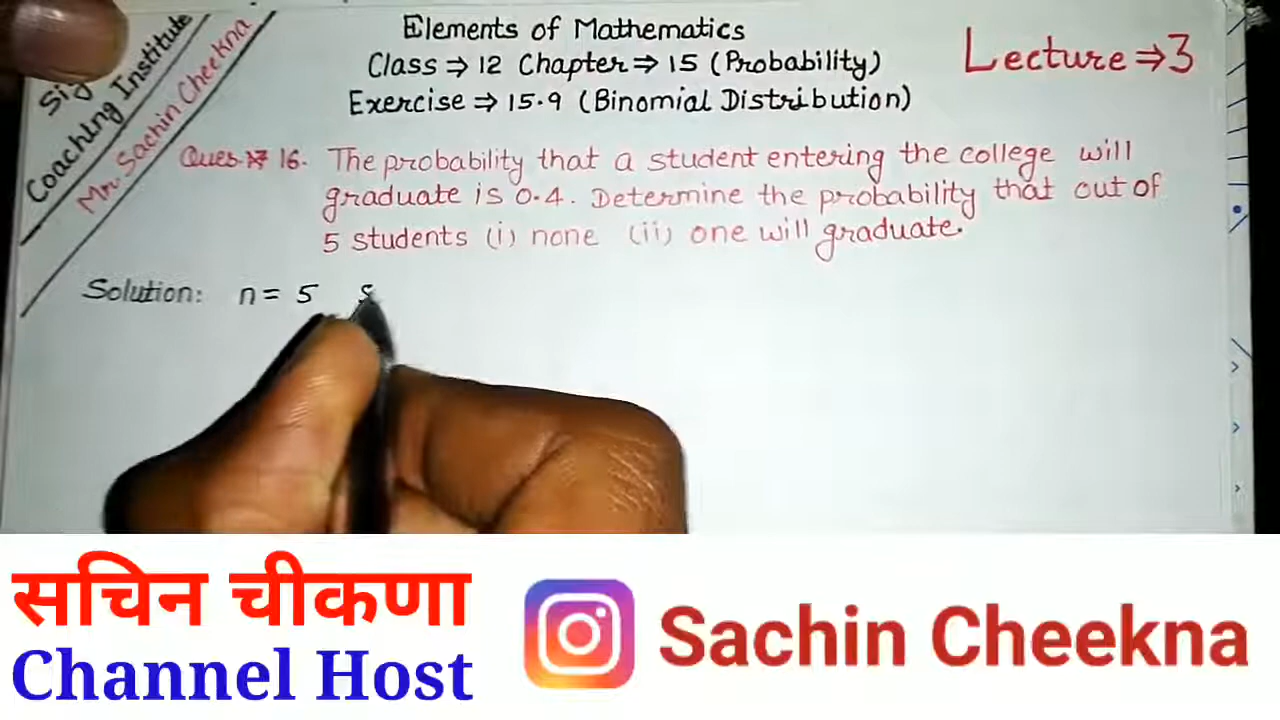 Elements of Mathematics
Class ⇒ 12 Chapter ⇒ 15 (Probability)
Exercise ⇒ 15.9 (Binomial Distribution)
Lecture ⇒ 3
Coaching Institute
Mr. Sachin Cheekna
Ques. 16. The probability that a student entering the college will
graduate is 0.4. Determine the probability that out of
5 students (i) none (ii) one will graduate.
Solution: n = 5
सचिन चीकणा
Channel Host
Sachin Cheekna